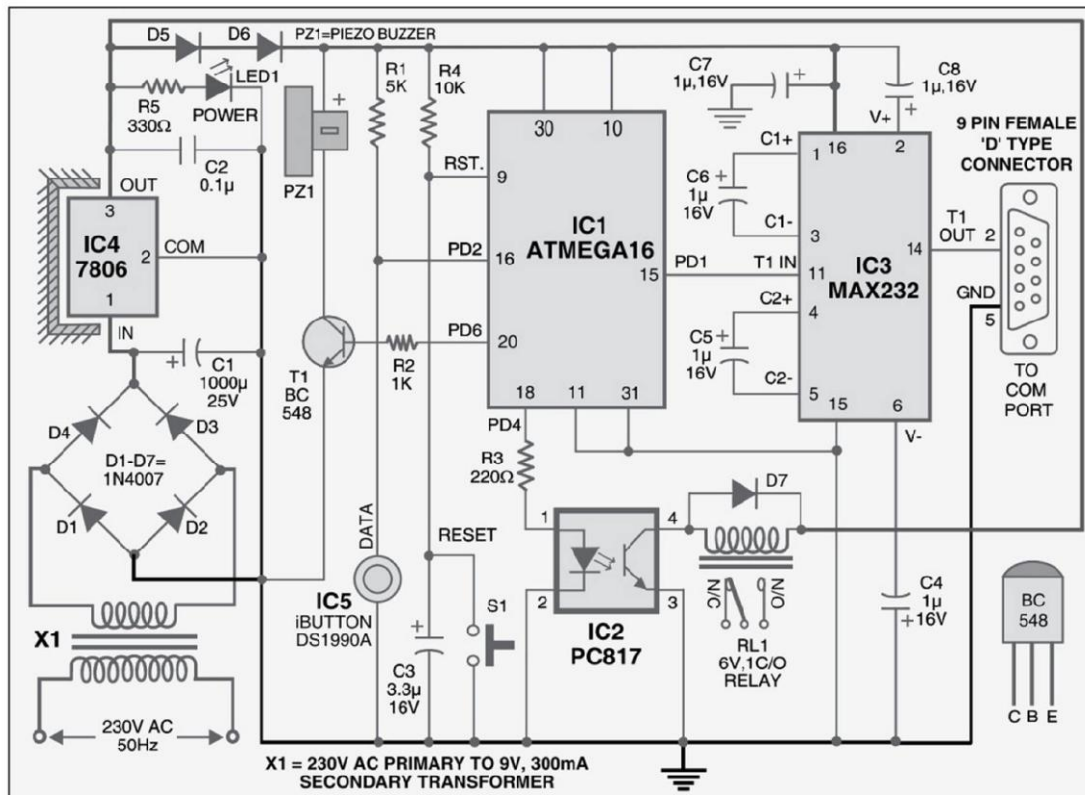 D5
D6
PZ1=PIEZO BUZZER
LED1
R5
330Ω
POWER
C2
0.1µ
PZ1
R1
5K
R4
10K
C7
1µ,16V
C8
1µ,16V
V+
9 PIN FEMALE
'D' TYPE
CONNECTOR
30
10
16
2
C1+
1
RST.
9
C6
1µ
16V
OUT
3
IC4
7806
2
COM
1
IN
IC1
ATMEGA16
C1-
3
T1
OUT
2
14
PD2
16
15
PD1
T1 IN
11
IC3
MAX232
C2+
4
GND
5
C5
1µ
16V
C1
1000µ
25V
T1
BC
548
R2
1K
PD6
20
C2-
5
15
6
V-
TO
COM
PORT
18
11
31
PD4
R3
220Ω
D4
D3
D1-D7=
1N4007
D1
D2
D7
DATA
RESET
1
4
2
3
IC2
PC817
N/C
N/O
RL1
6V,1C/O
RELAY
IC5
iBUTTON
DS1990A
S1
C3
3.3µ
16V
C4
1µ
16V
BC
548
C B E
X1
230V AC
50Hz
X1 = 230V AC PRIMARY TO 9V, 300mA
SECONDARY TRANSFORMER